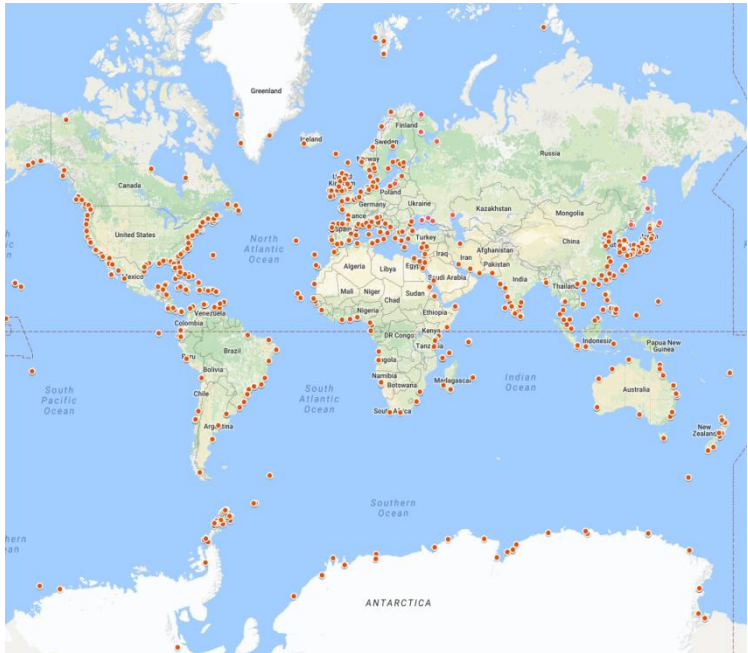 Greenland
Iceland
Finland
Sweden
Norway
Russia
Canada
United
Kingdom
Poland
Germany
Ukraine
France
Kazakhstan
Mongolia
United States
Spain
Turkey
North
Atlantic
Ocean
China
Afghanistan
Iraq
Iran
Pakistan
Algeria
Libya
Egypt
Saudi Arabia
Mexico
India
Mali
Niger
Chad
Sudan
Thailand
Nigeria
Ethiopia
Venezuela
Colombia
DR Congo
Kenya
Tanzania
Indonesia
Papua New
Guinea
Peru
Brazil
Angola
Bolivia
Namibia
Botswana
Madagascar
Indian
Ocean
South
Pacific
Ocean
Chile
South
Atlantic
Ocean
Australia
South Africa
Argentina
New
Zealand
Southern
Ocean
ANTARCTICA